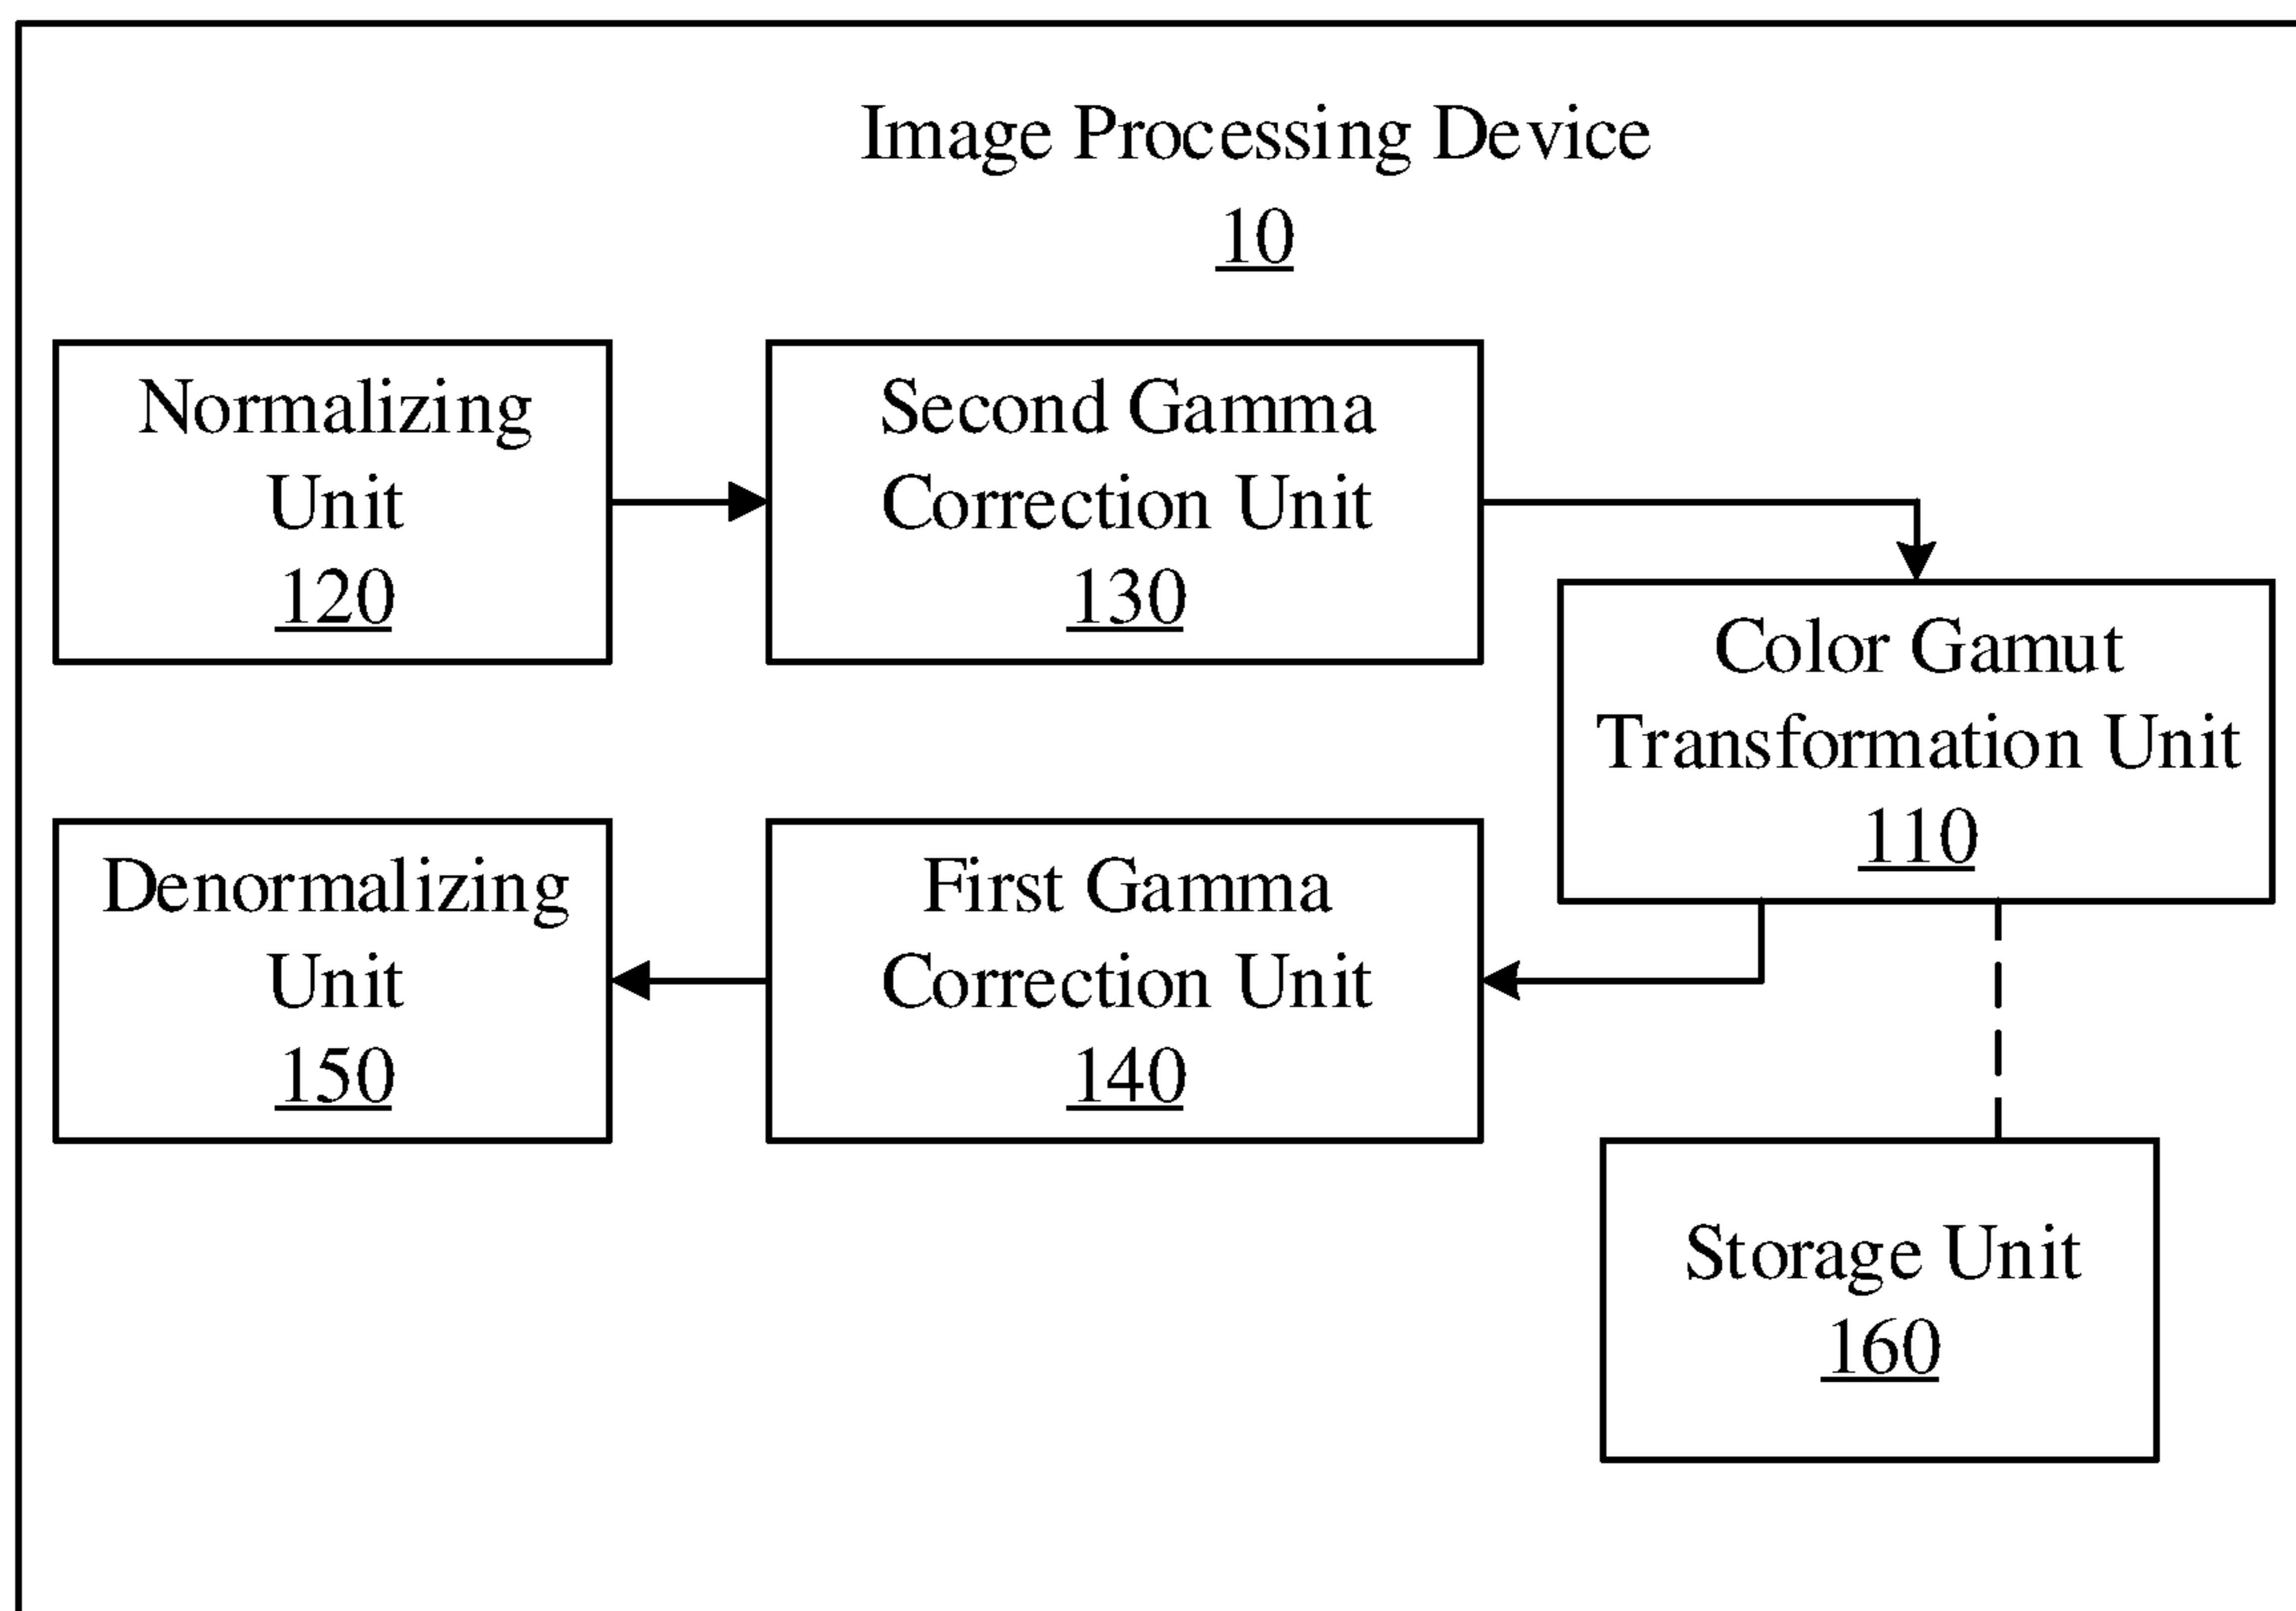 Image Processing Device
10
Normalizing
Unit
120
Second Gamma
Correction Unit
130
Color Gamut
Transformation Unit
110
Denormalizing
Unit
150
First Gamma
Correction Unit
140
Storage Unit
160